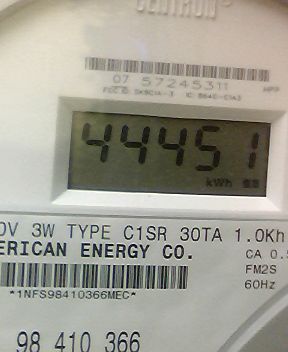 CENTRON®
07 57245311
44451
kWh
0V 3W TYPE C1SR 30TA 1.0Kh
ERICAN ENERGY CO.
CA 0.5
FM2S
60Hz
*1NFS98410366MEC*
98 410 366